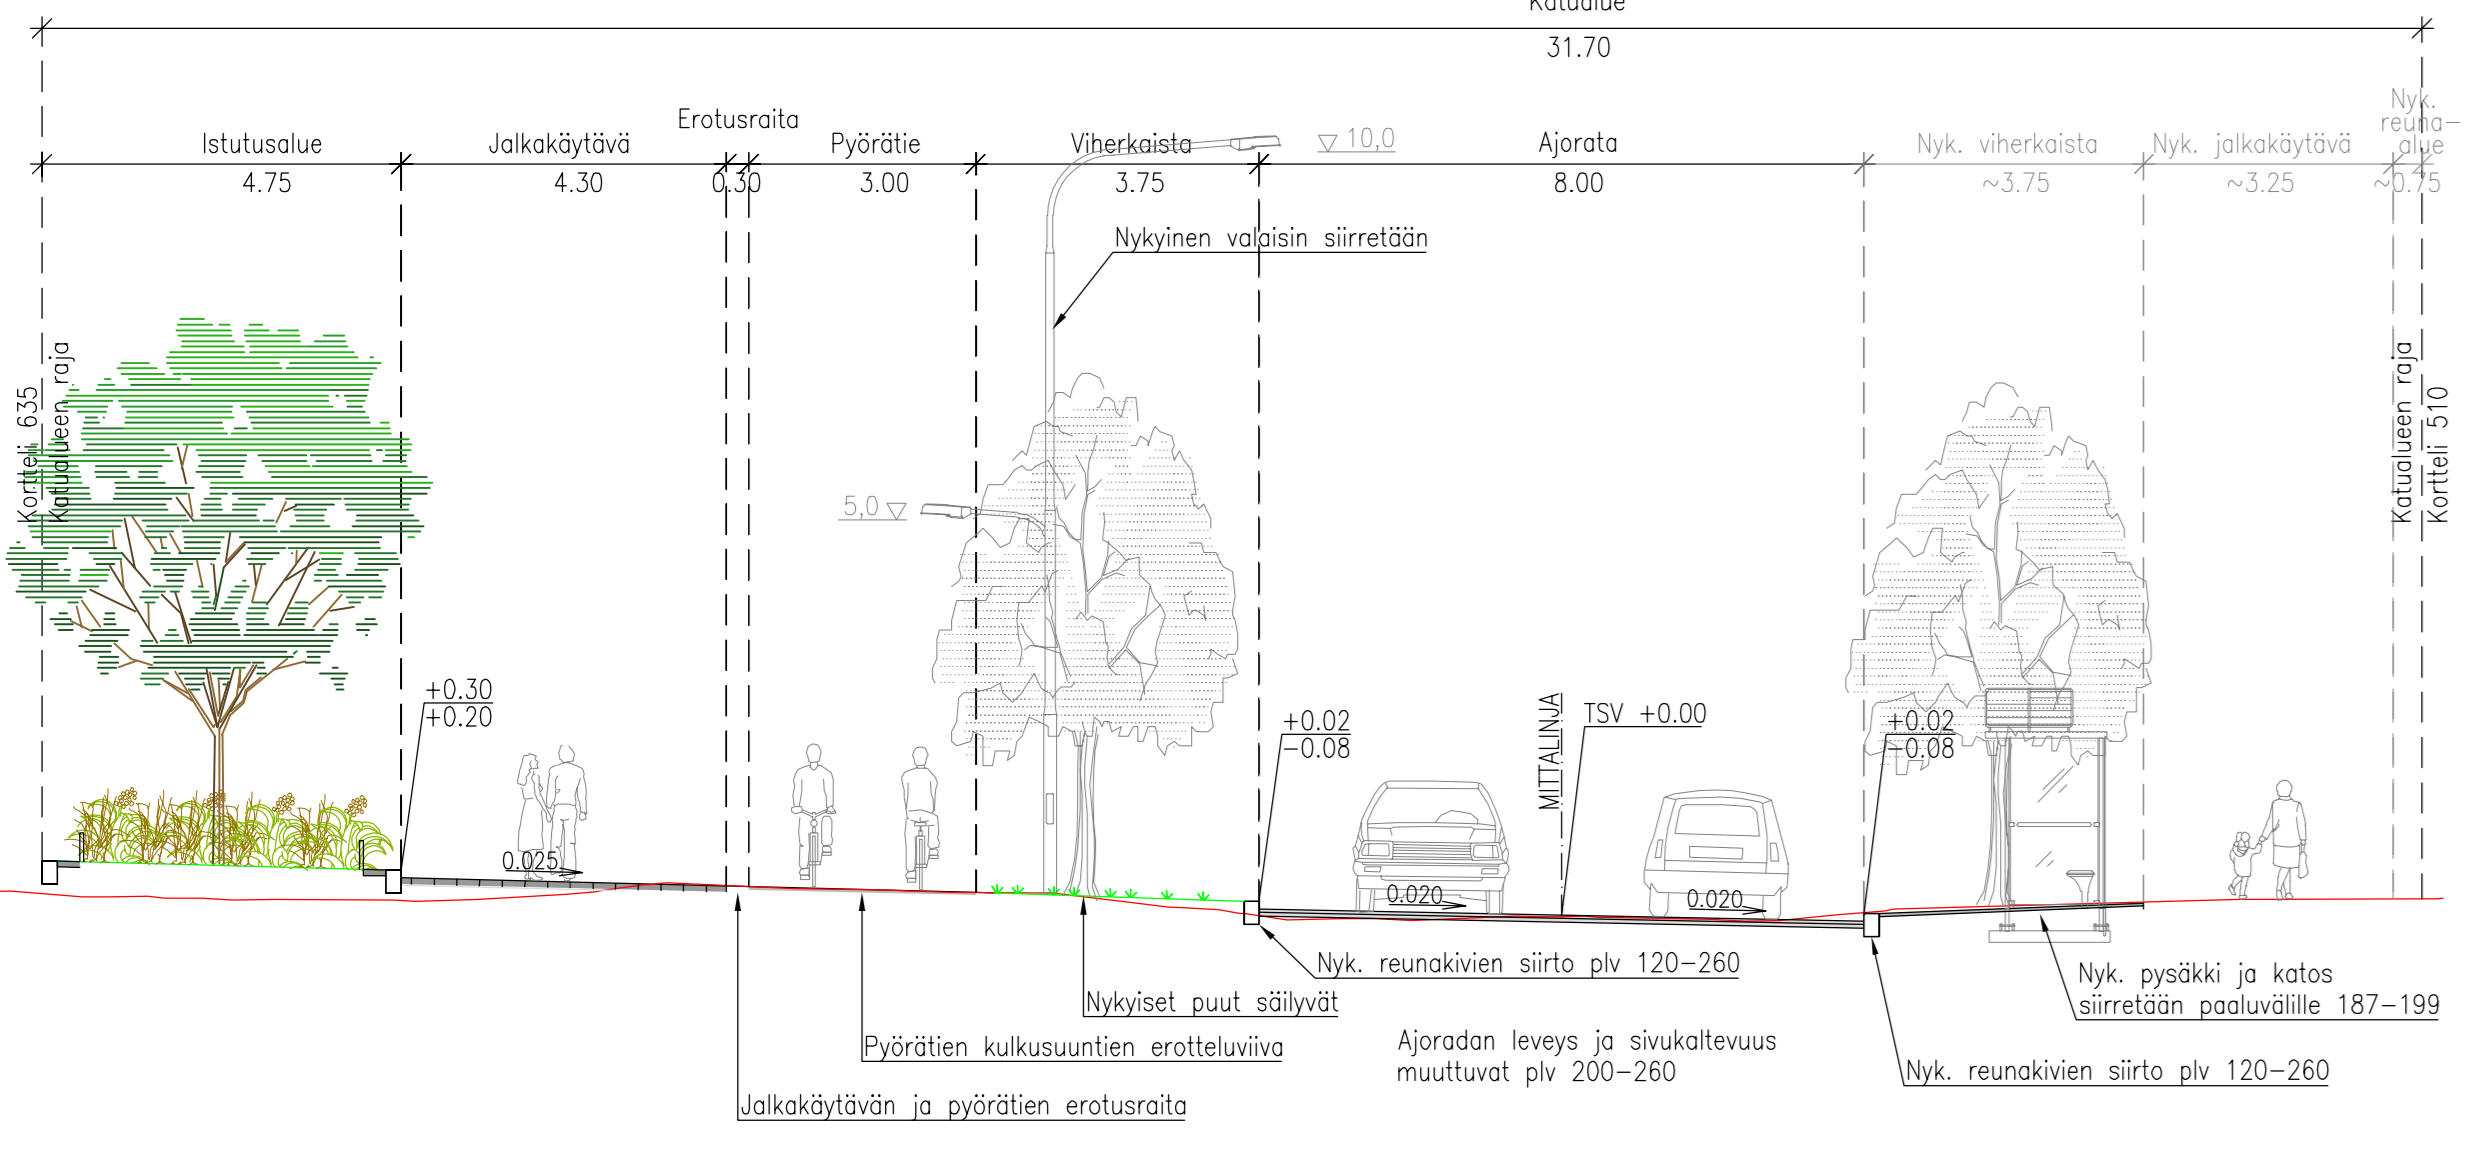 Katualue
31.70
Nyk.
reuna-
alue
Erotusraita
Istutusalue
Jalkakäytävä
Pyörätie
Viherkaista
10,0
Ajorata
Nyk. viherkaista
Nyk. jalkakäytävä
4.75
4.30
0.30
3.00
3.75
8.00
~3.75
~3.25
~0.75
Nykyinen valaisin siirretään
Kortteli 635
Katualueen raja
Katualueen raja
Kortteli 510
5,0
+0.30
+0.20
+0.02
-0.08
MITTALINJA
TSV +0.00
+0.02
-0.08
0.025
0.020
0.020
Nyk. reunakivien siirto plv 120-260
Nyk. pysäkki ja katos
siirretään paaluvälille 187-199
Nykyiset puut säilyvät
Pyörätien kulkusuuntien erotteluviiva
Ajoradan leveys ja sivukaltevuus
muuttuvat plv 200-260
Nyk. reunakivien siirto plv 120-260
Jalkakäytävän ja pyörätien erotusraita